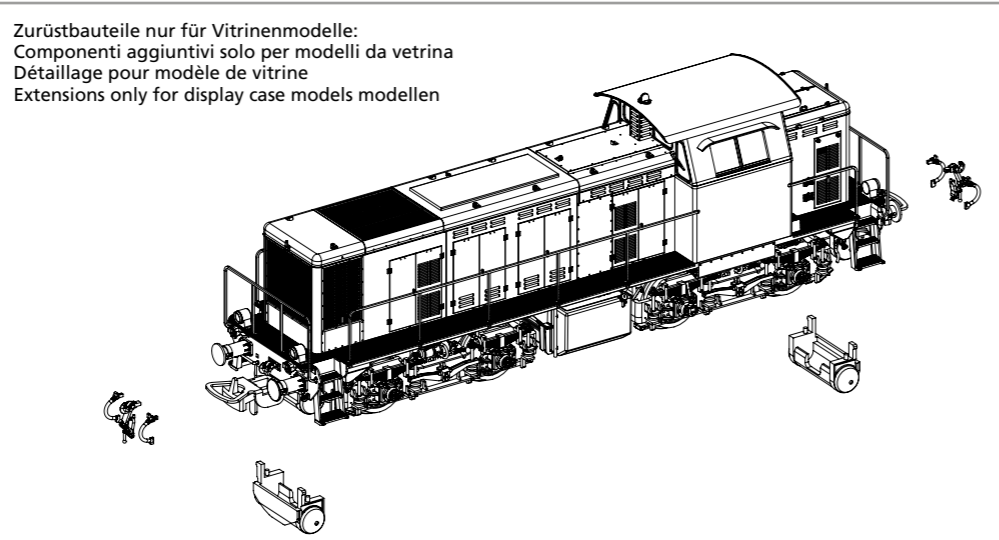 Zurüstbauteile nur für Vitrinenmodelle:
Componenti aggiuntivi solo per modelli da vetrina
Détaillage pour modèle de vitrine
Extensions only for display case models modellen